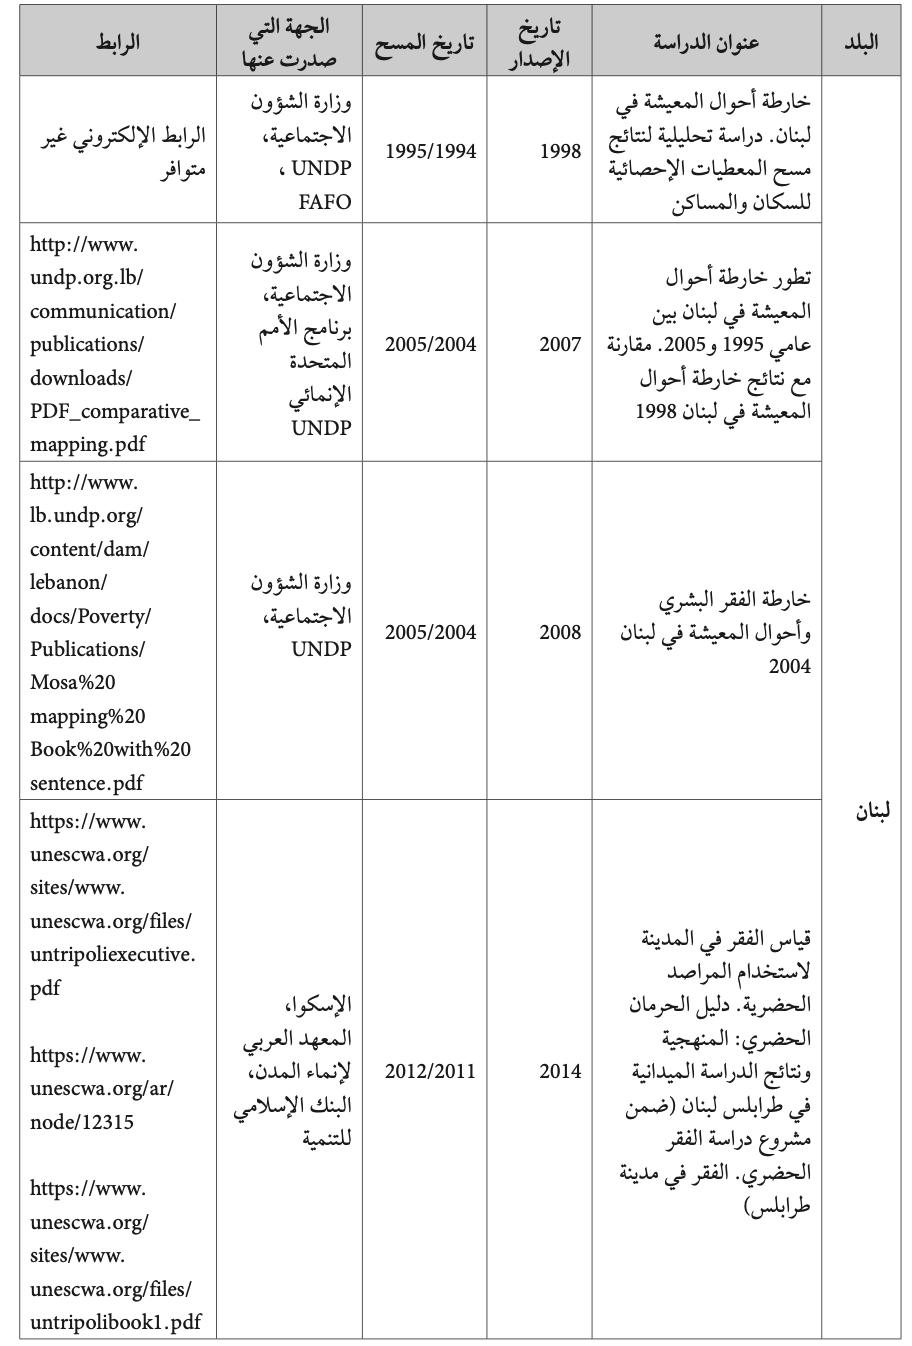 البلد
عنوان الدراسة
تاريخ
الإصدار
تاريخ المسح
الجهة التي
صدرت عنها
الرابط
لبنان
خارطة أحوال المعيشة في
لبنان. دراسة تحليلية لنتائج
مسح المعطيات الإحصائية
للسكان والمساكن
1998
1995/1994
وزارة الشؤون
الاجتماعية،
UNDP ،
FAFO
الرابط الإلكتروني غير
متوافر
تطور خارطة أحوال
المعيشة في لبنان بين
عامي 1995 و2005. مقارنة
مع نتائج خارطة أحوال
المعيشة في لبنان 1998
2007
2005/2004
وزارة الشؤون
الاجتماعية،
برنامج الأمم
المتحدة
الإنمائي
UNDP
http://www.
undp.org.lb/
communication/
publications/
downloads/
PDF_comparative_
mapping.pdf
خارطة الفقر البشري
وأحوال المعيشة في لبنان
2004
2008
2005/2004
وزارة الشؤون
الاجتماعية،
UNDP
http://www.
lb.undp.org/
content/dam/
lebanon/
docs/Poverty/
Publications/
Mosa%20
mapping%20
Book%20with%20
sentence.pdf
قياس الفقر في المدينة
لاستخدام المراصد
الحضرية. دليل الحرمان
الحضري: المنهجية
ونتائج الدراسة الميدانية
في طرابلس لبنان (ضمن
مشروع دراسة الفقر
الحضري. الفقر في مدينة
طرابلس)
2014
2012/2011
الإسكوا،
المعهد العربي
لإنماء المدن،
البنك الإسلامي
للتنمية
https://www.
unescwa.org/
sites/www.
unescwa.org/files/
untripoliexecutive.
pdf
https://www.
unescwa.org/ar/
node/12315
https://www.
unescwa.org/
sites/www.
unescwa.org/files/
untripolibook1.pdf